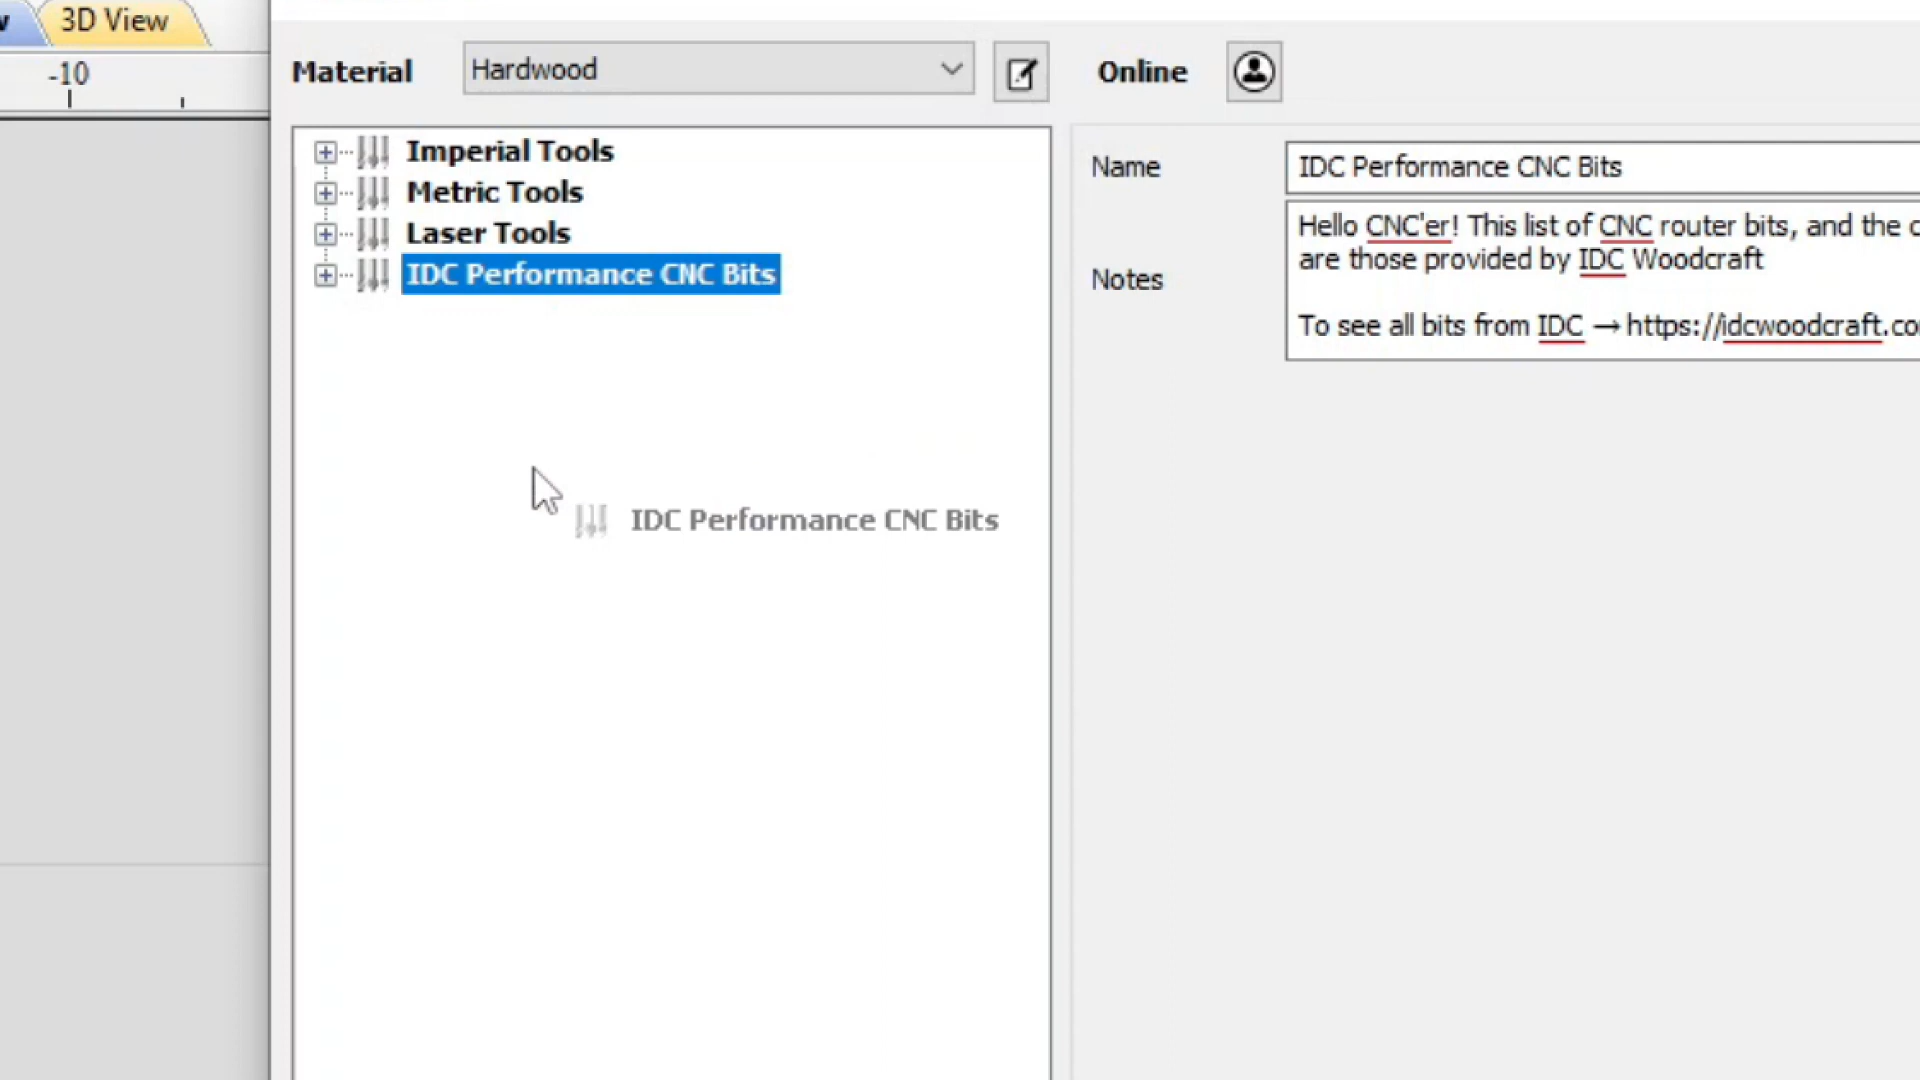 3D View
-10
Material
Hardwood
Online
Imperial Tools
Metric Tools
Laser Tools
IDC Performance CNC Bits
IDC Performance CNC Bits
Name
IDC Performance CNC Bits
Notes
Hello CNC'er! This list of CNC router bits, and the
are those provided by IDC Woodcraft
To see all bits from IDC → https://idcwoodcraft.co